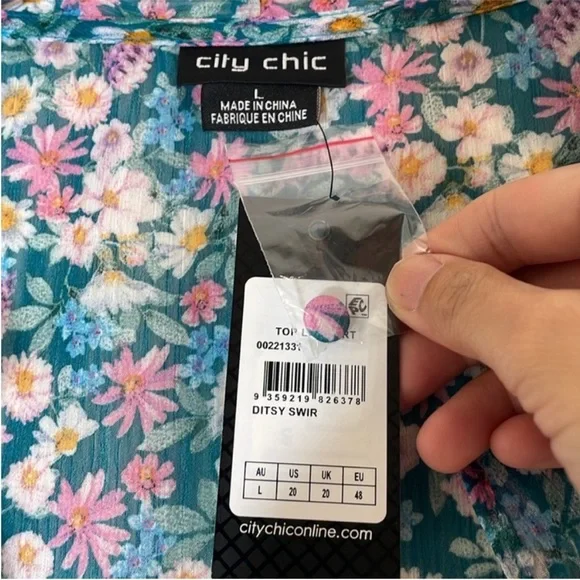 city chic
L
MADE IN CHINA
FABRIQUE EN CHINE
TOP
00221331
9 359219 826378
DITSY SWIR
AU US UK EU
L 20 20 48
citychiconline.com